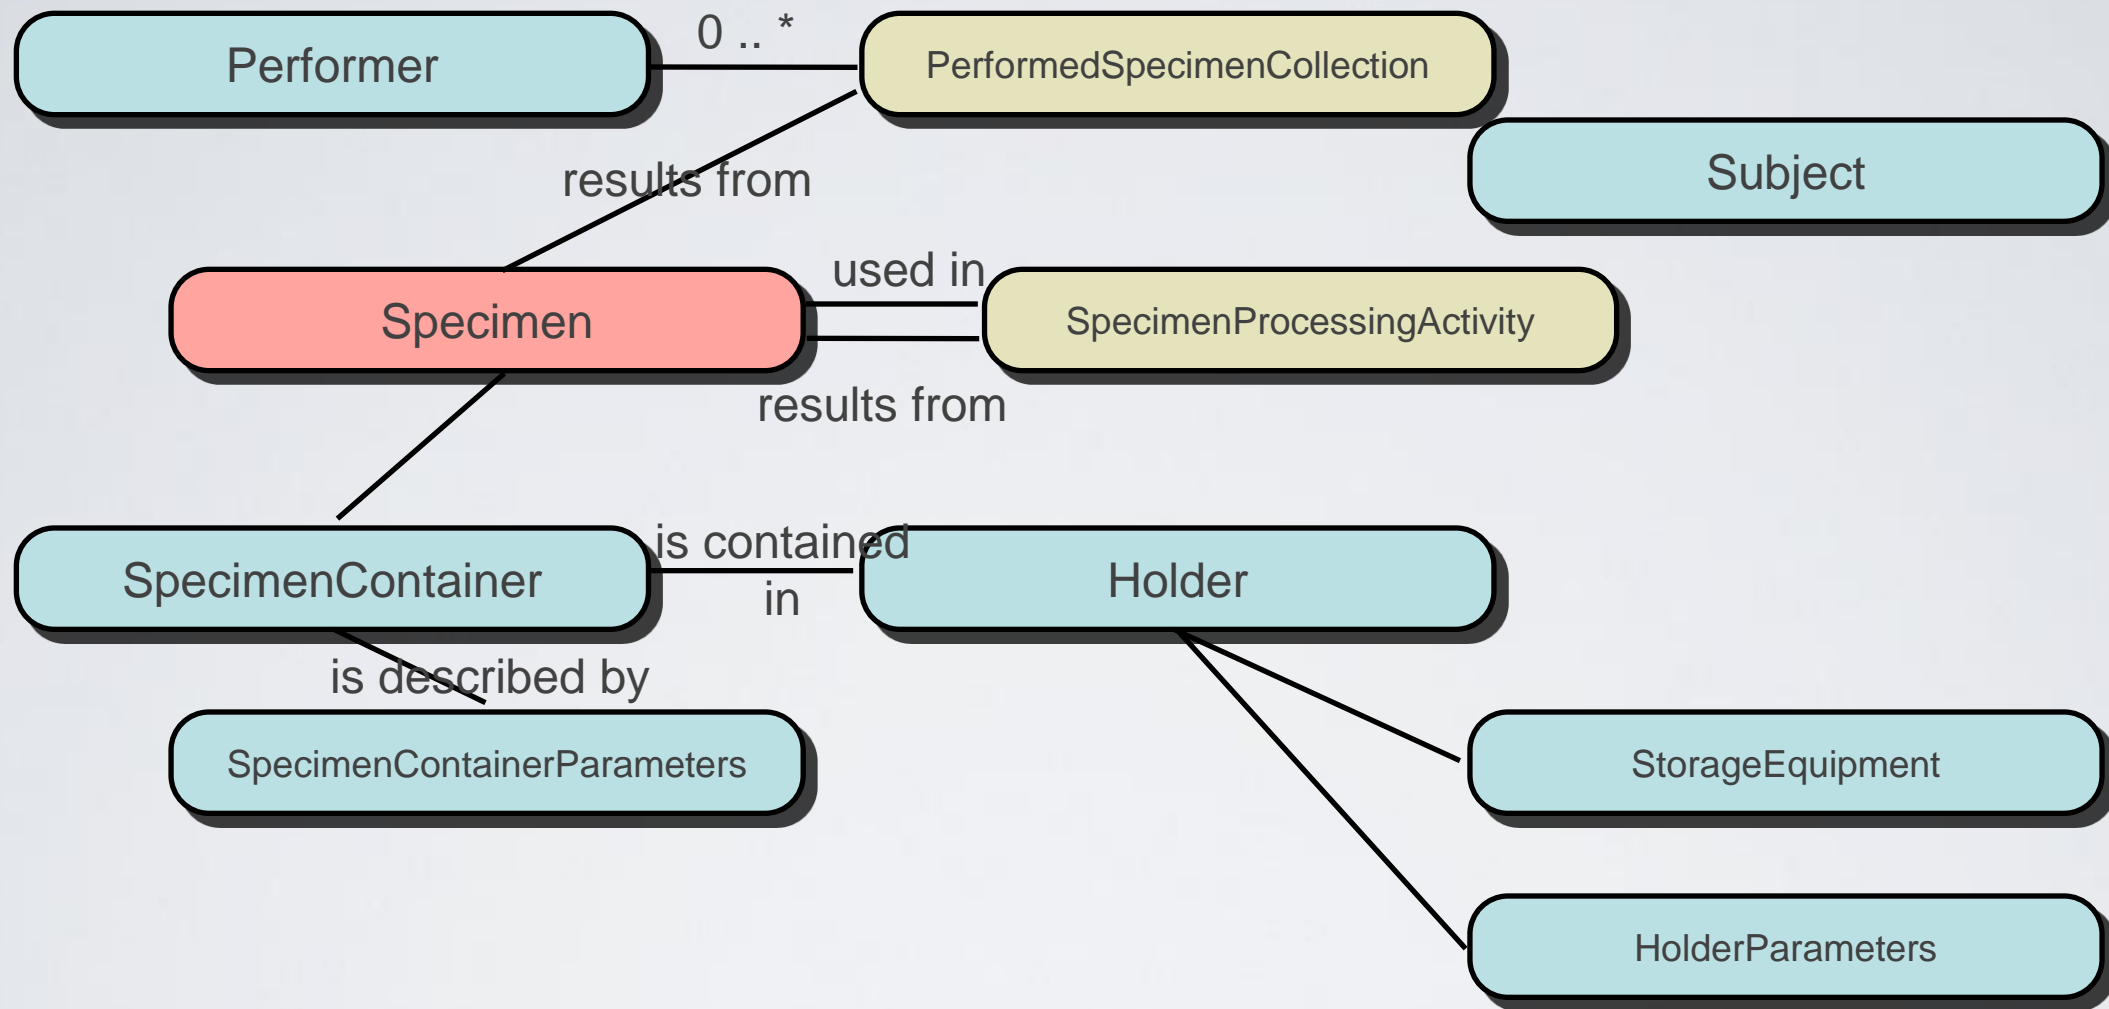 0 .. *
Performer
PerformedSpecimenCollection
Subject
results from
used in
Specimen
SpecimenProcessingActivity
results from
is contained
in
SpecimenContainer
Holder
is described by
SpecimenContainerParameters
StorageEquipment
HolderParameters